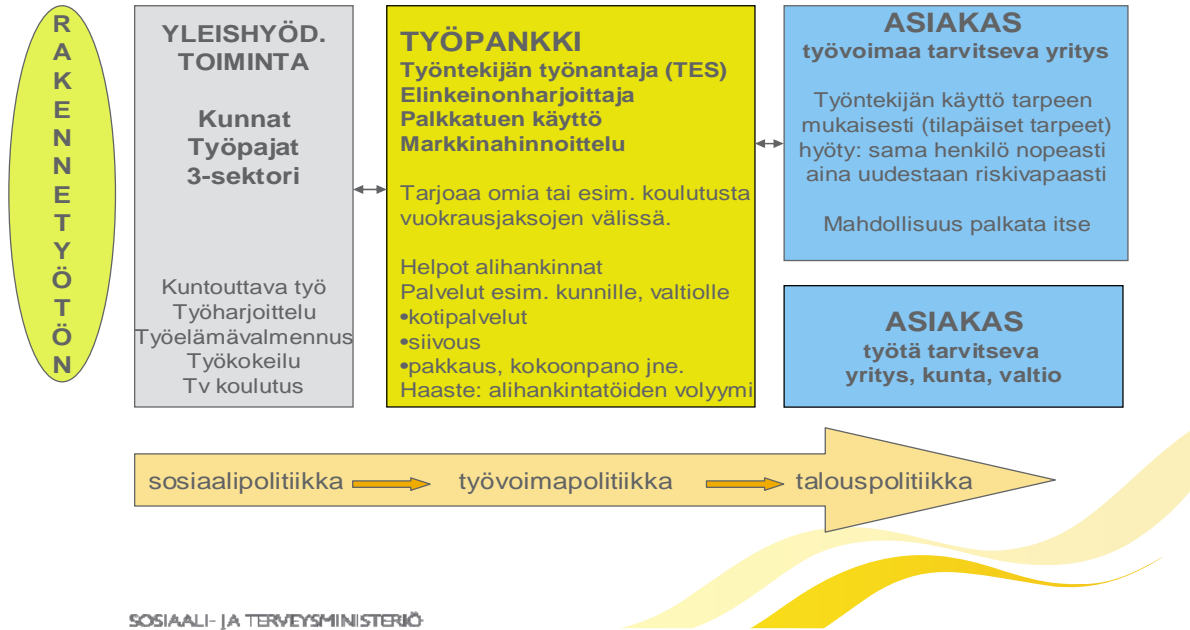 RAKENNETYÖTÖN
YLEISHYÖD.
TOIMINTA
Kunnat
Työpajat
3-sektori
Kuntouttava työ
Työharjoittelu
Työelämävalmennus
Työkokeilu
Tv koulutus
TYÖPANKKI
Työntekijän työnantaja (TES)
Elinkeinonharjoittaja
Palkkatuen käyttö
Markkinahinnoittelu
Tarjoaa omia tai esim. koulutusta
vuokrausjaksojen välissä.
Helpot alihankinnat
Palvelut esim. kunnille, valtiolle
•kotipalvelut
•siivous
•pakkaus, kokoonpano jne.
Haaste: alihankintatöiden volyymi
ASIAKAS
työvoimaa tarvitseva yritys
Työntekijän käyttö tarpeen
mukaisesti (tilapäiset tarpeet)
hyöty: sama henkilö nopeasti
aina uudestaan riskivapaasti
Mahdollisuus palkata itse
ASIAKAS
työtä tarvitseva
yritys, kunta, valtio
sosiaalipolitiikka työvoimapolitiikka talouspolitiikka
SOSIAALI- JA TERVEYSMINISTERIÖ